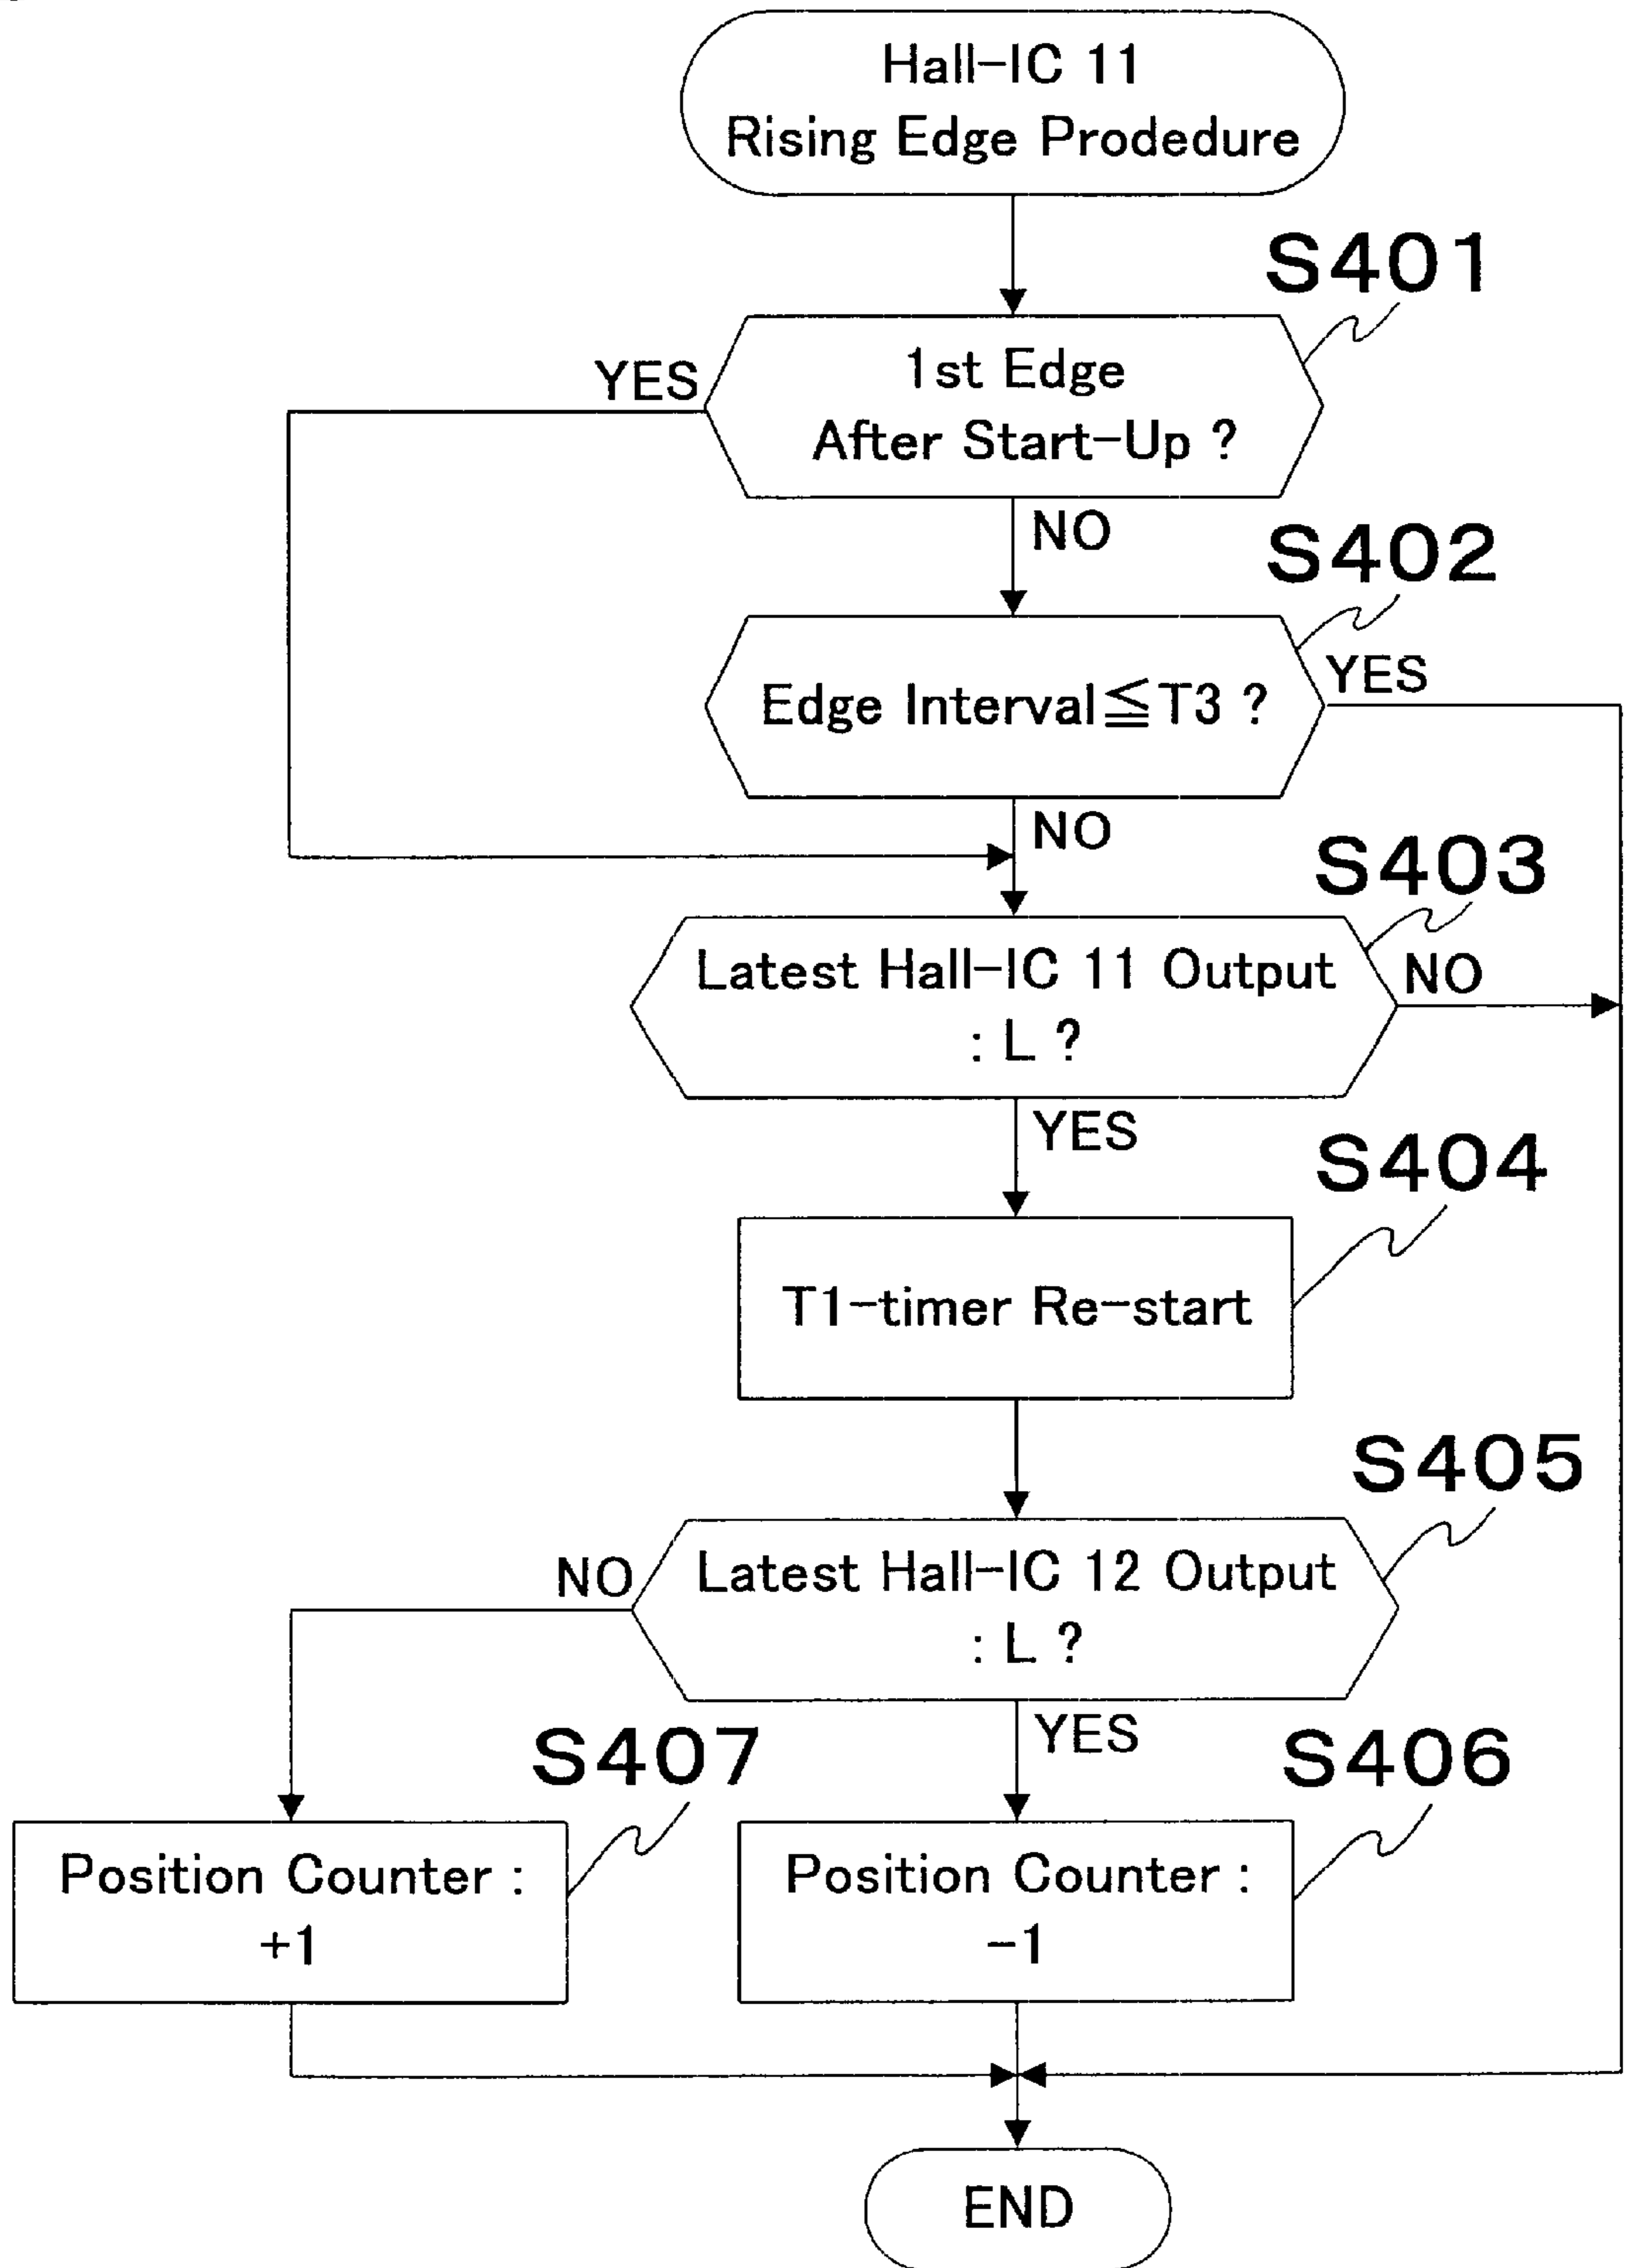 Hall-IC 11
Rising Edge Prodedure
S401
YES
1st Edge
After Start-Up ?
NO
S402
YES
Edge Interval≦T3 ?
NO
S403
Latest Hall-IC 11 Output
: L ?
NO
YES
S404
T1-timer Re-start
S405
NO
Latest Hall-IC 12 Output
: L ?
YES
S407
S406
Position Counter :
+1
Position Counter :
-1
END